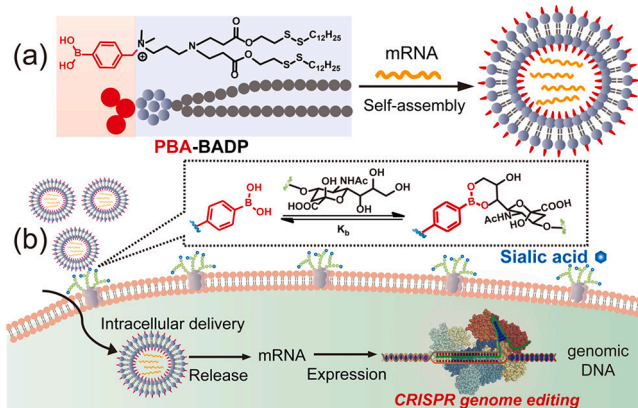 (a)
HO
B
HO
N
⊕
N
O
O
S
S
C12H25
O
O
S
S
C12H25
PBA-BADP
mRNA
Self-assembly
(b)
OH
B
OH
OH
NHAc
OH
HO
O
O
HOOC
OH
OH
Kb
OH
O
B
O
AcHN
HO
O
COOH
O
Sialic acid
Intracellular delivery
Release
mRNA
Expression
genomic
DNA
CRISPR genome editing